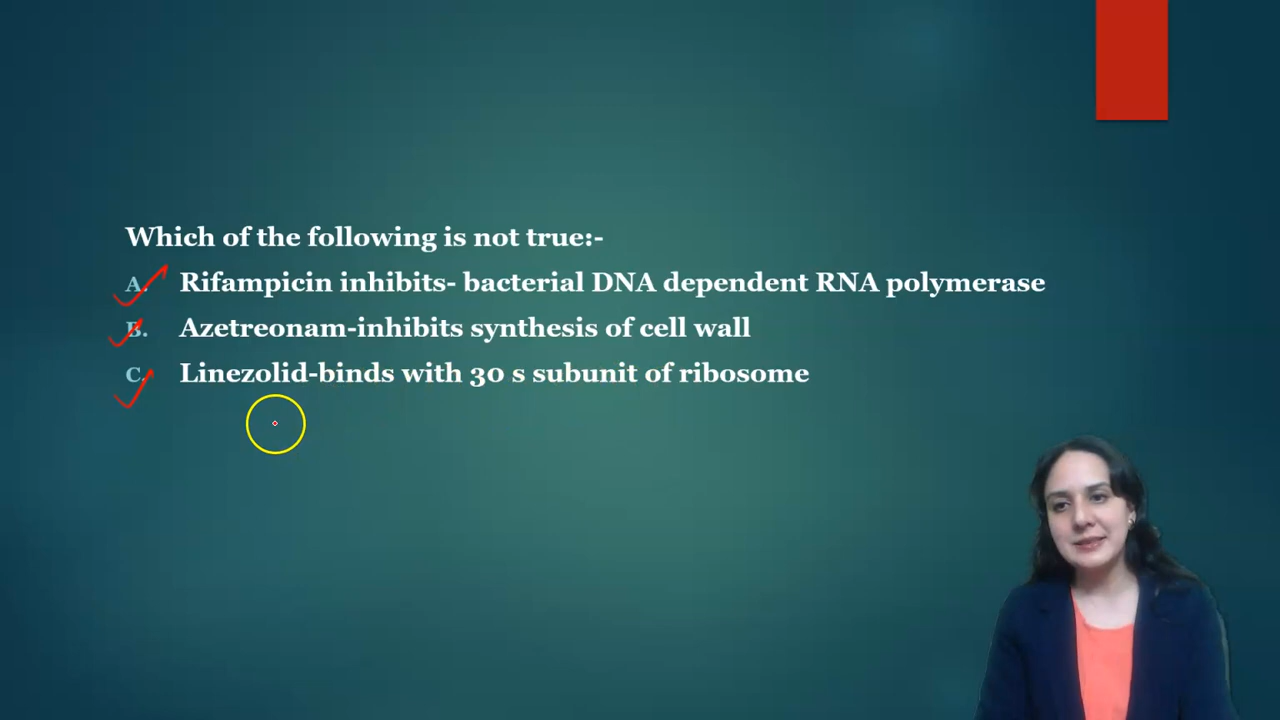 Which of the following is not true:-
A. Rifampicin inhibits- bacterial DNA dependent RNA polymerase
B. Azetreonam-inhibits synthesis of cell wall
C. Linezolid-binds with 30 s subunit of ribosome